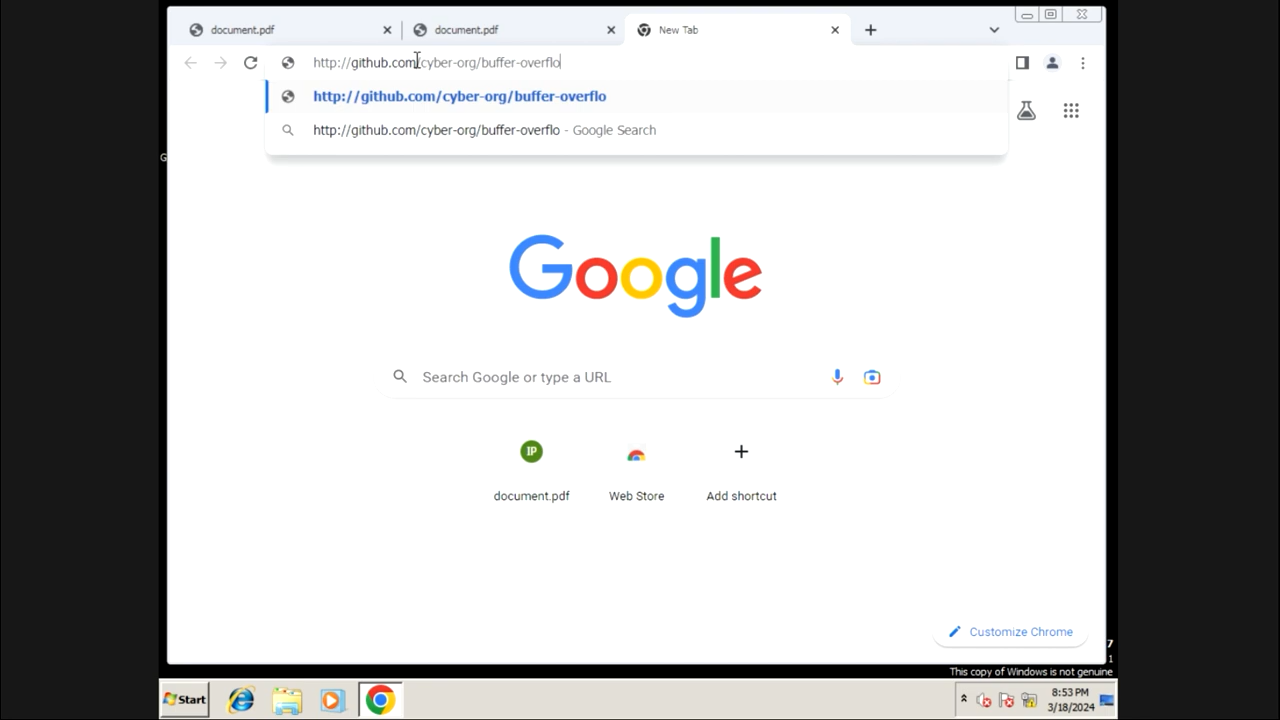 document.pdf
document.pdf
New Tab
http://github.com/cyber-org/buffer-overflo
http://github.com/cyber-org/buffer-overflo
http://github.com/cyber-org/buffer-overflo - Google Search
G
Google
Search Google or type a URL
IP
document.pdf
Web Store
Add shortcut
Customize Chrome
7
1
This copy of Windows is not genuine
Start
8:53 PM
3/18/2024